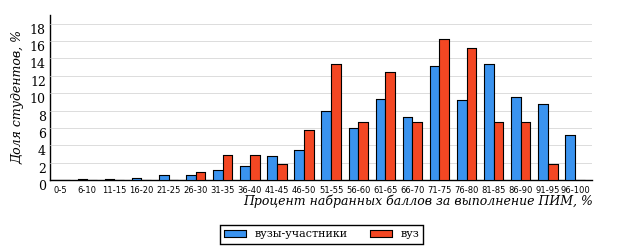 Доля студентов, %
18
16
14
12
10
8
6
4
2
0
0-5 6-10 11-15 16-20 21-25 26-30 31-35 36-40 41-45 46-50 51-55 56-60 61-65 66-70 71-75 76-80 81-85 86-90 91-95 96-100
Процент набранных баллов за выполнение ПИМ, %
вузы-участники вуз